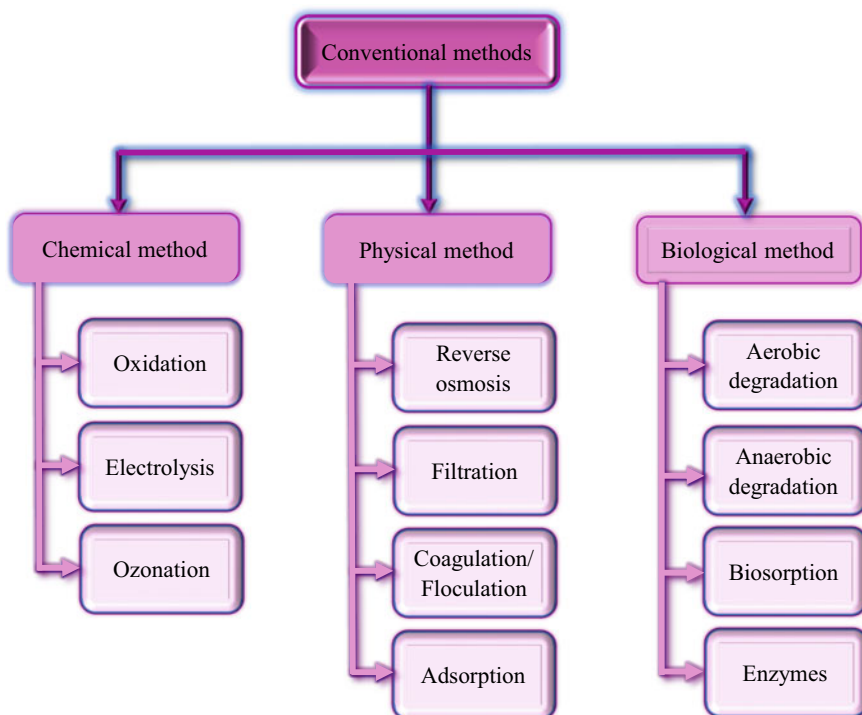 Conventional methods
Chemical method
Oxidation
Electrolysis
Ozonation
Physical method
Reverse
osmosis
Filtration
Coagulation/
Floculation
Adsorption
Biological method
Aerobic
degradation
Anaerobic
degradation
Biosorption
Enzymes